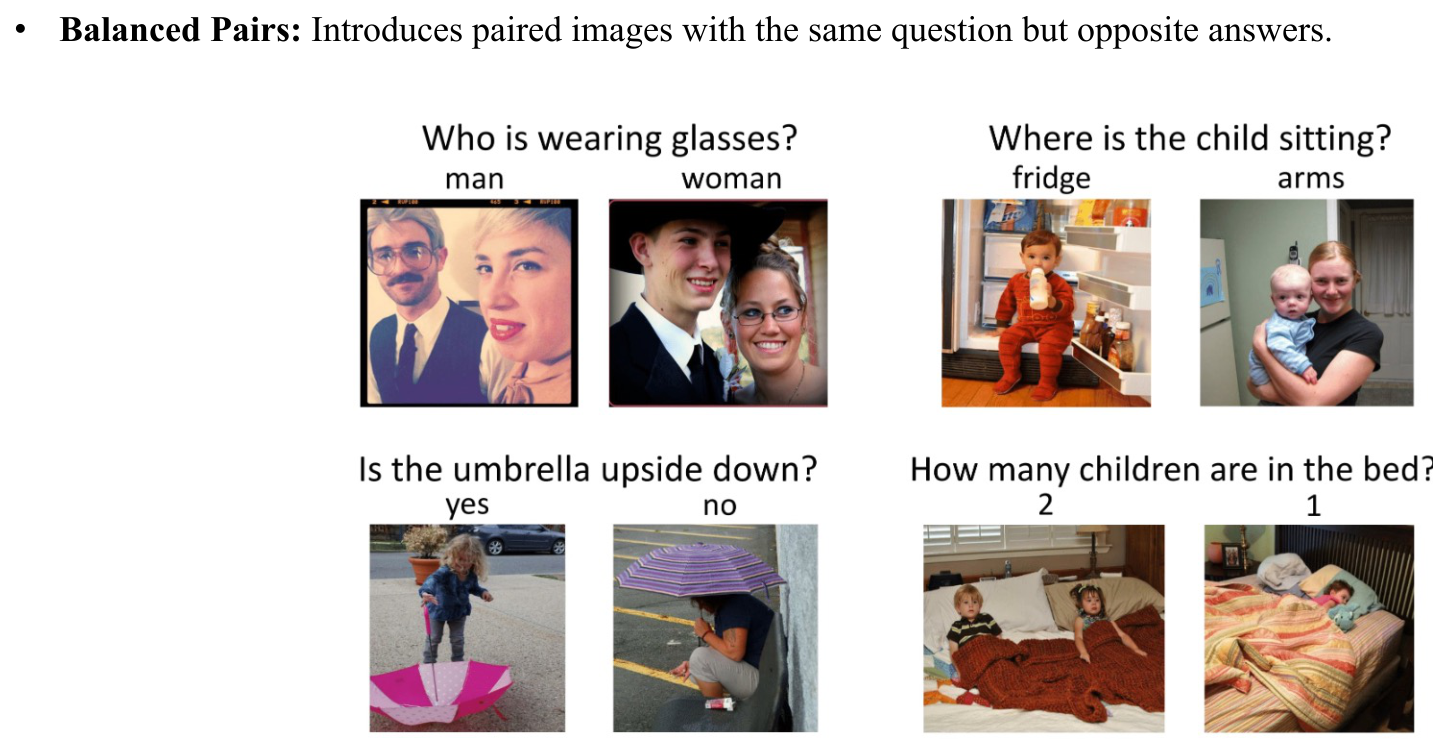 • Balanced Pairs: Introduces paired images with the same question but opposite answers.
Who is wearing glasses?
man woman
Where is the child sitting?
fridge arms
Is the umbrella upside down?
yes no
How many children are in the bed?
2 1